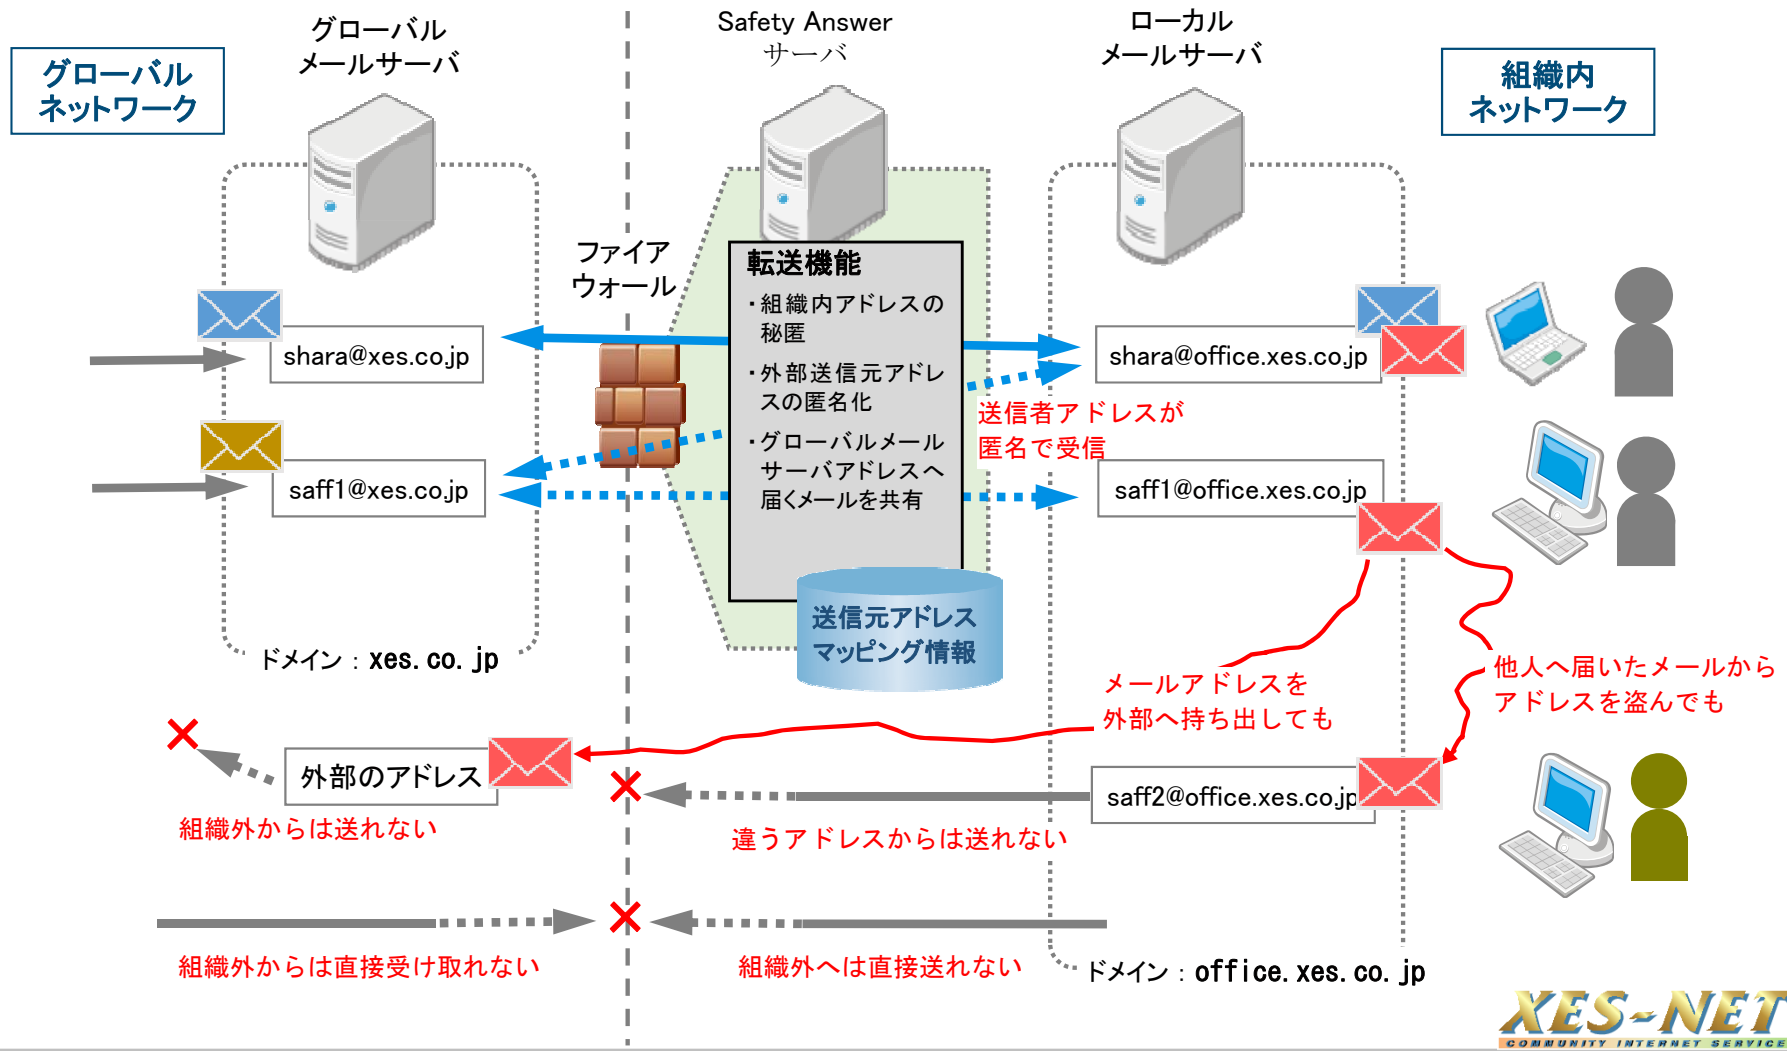 グローバル
メールサーバ
Safety Answer
サーバ
ローカル
メールサーバ
グローバル
ネットワーク
組織内
ネットワーク
ファイア
ウォール
転送機能
・組織内アドレスの
秘匿
・外部送信元アドレ
スの匿名化
・グローバルメール
サーバアドレスへ
届くメールを共有
送信元アドレス
マッピング情報
shara@xes.co.jp
saff1@xes.co.jp
ドメイン：xes.co.jp
shara@office.xes.co.jp
送信者アドレスが
匿名で受信
saff1@office.xes.co.jp
メールアドレスを
外部へ持ち出しても
他人へ届いたメールから
アドレスを盗んでも
外部のアドレス
組織外からは送れない
saff2@office.xes.co.jp
違うアドレスからは送れない
組織外からは直接受け取れない
組織外へは直接送れない
ドメイン：office.xes.co.jp
XES-NET
COMMUNITY INTERNET SERVICE